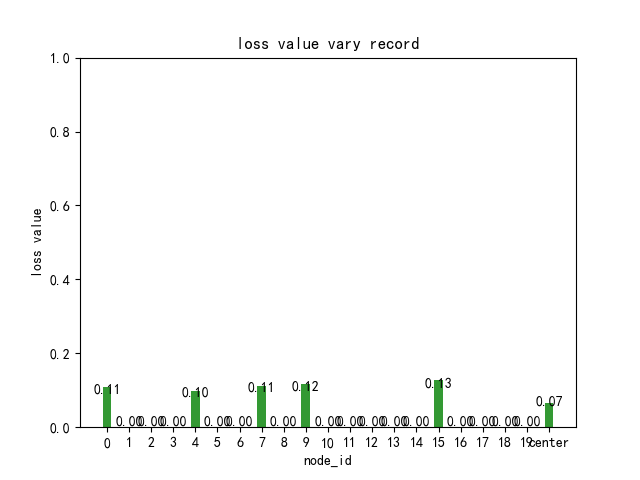 loss value vary record
1.0
0.8
0.6
0.4
0.2
0.0
loss value
0.11 0.00 0.00 0.00 0.10 0.00 0.00 0.11 0.00 0.12 0.00 0.00 0.00 0.00 0.00 0.13 0.00 0.00 0.00 0.00 0.07
0 1 2 3 4 5 6 7 8 9 10 11 12 13 14 15 16 17 18 19 center
node_id